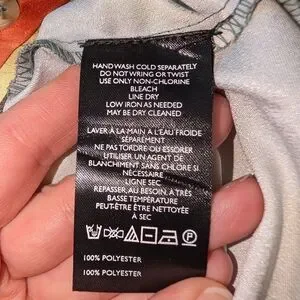 HAND WASH COLD SEPARATELY
DO NOT WRING OR TWIST
USE ONLY NON-CHLORINE
BLEACH
LINE DRY
LOW IRON AS NEEDED
MAY BE DRY CLEANED
LAVER À LA MAIN À L'EAU FROIDE
SÉPARÉMENT
NE PAS TORDRE OU ESSORER
UTILISER UN AGENT DE
BLANCHIMENT SANS CHLORE SI
NÉCESSAIRE
LIGNE SEC
REPASSER, AU BESOIN, À TRÈS
BASSE TEMPÉRATURE
PEUT-ÊTRE ÊTRE NETTOYÉE
À SEC
100% POLYESTER
100% POLYESTER